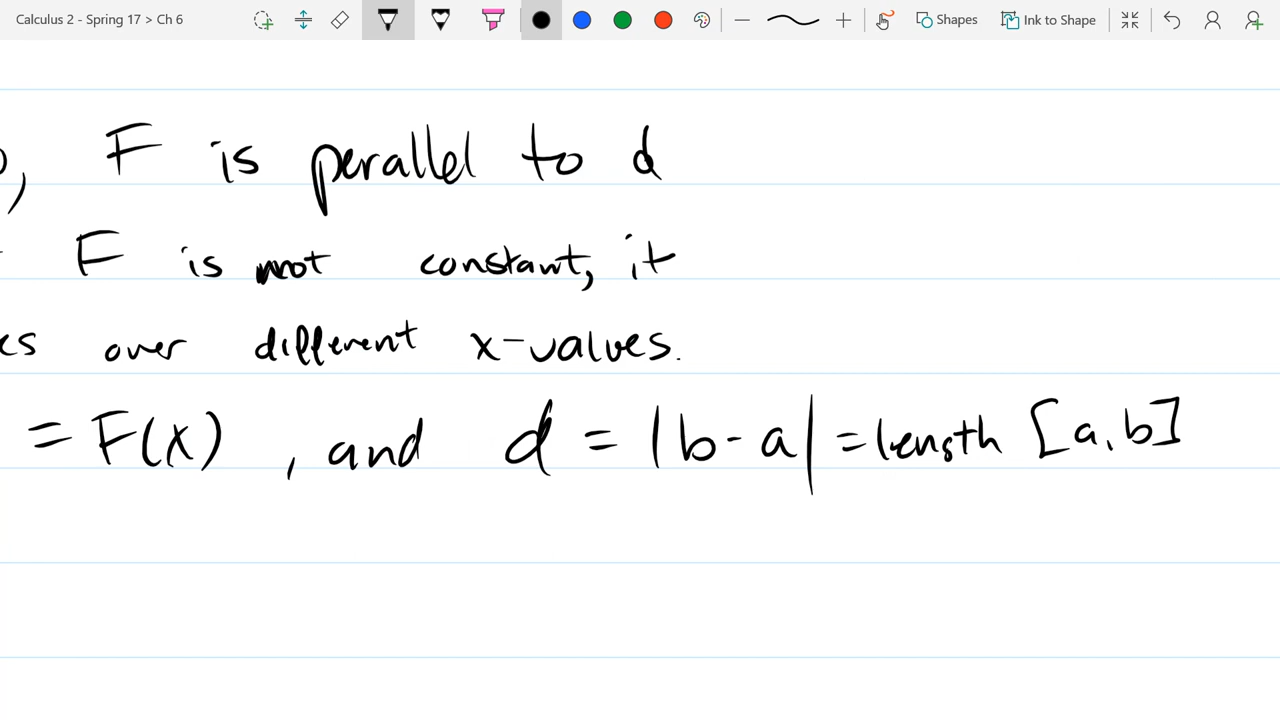 Calculus 2 - Spring 17 > Ch 6
Shapes
Ink to Shape
, F is perallel to d
F is not constant, it
es over different x-values.
= F(x) , and d = |b - a| = length [a, b]